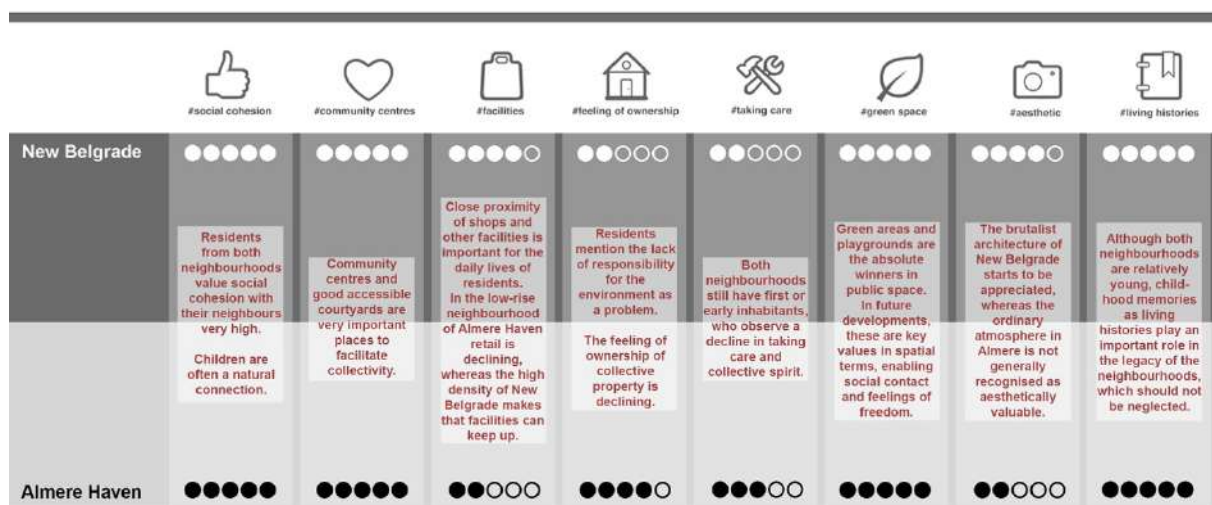 #social cohesion
#community centres
#facilities
#feeling of ownership
#taking care
#green space
#aesthetic
#living histories
New Belgrade
Residents
from both
neighbourhoods
value social
cohesion with
their neighbours
very high.
Children are
often a natural
connection.
Community
centres and
good accessible
courtyards are
very important
places to
facilitate
collectivity.
Close proximity
of shops and
other facilities is
important for the
daily lives of
residents.
In the low-rise
neighbourhood
of Almere Haven
retail is
declining,
whereas the high
density of New
Belgrade makes
that facilities can
keep up.
Residents
mention the lack
of responsibility
for the
environment as
a problem.
The feeling of
ownership of
collective
property is
declining.
Both
neighbourhoods
still have first or
early inhabitants,
who observe a
decline in taking
care and
collective spirit.
Green areas and
playgrounds are
the absolute
winners in
public space.
In future
developments,
these are key
values in spatial
terms, enabling
social contact
and feelings of
freedom.
The brutalist
architecture of
New Belgrade
starts to be
appreciated,
whereas the
ordinary
atmosphere in
Almere is not
generally
recognised as
aesthetically
valuable.
Although both
neighbourhoods
are relatively
young, child-
hood memories
as living
histories play an
important role in
the legacy of the
neighbourhoods,
which should not
be neglected.
Almere Haven